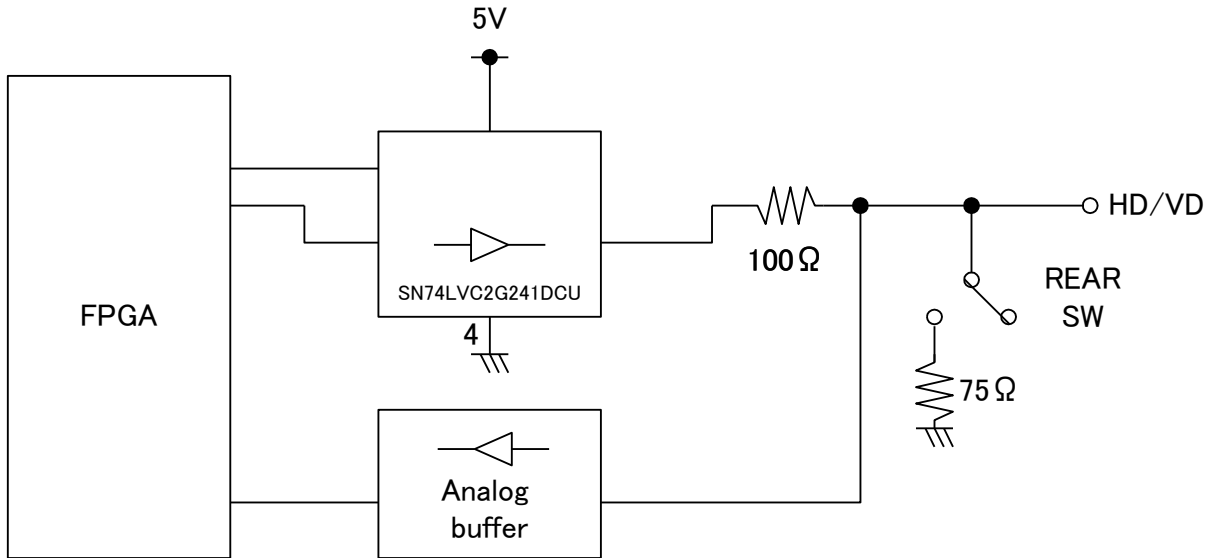 5V
FPGA
SN74LVC2G241DCU
4
100Ω
HD/VD
REAR
SW
75Ω
Analog
buffer